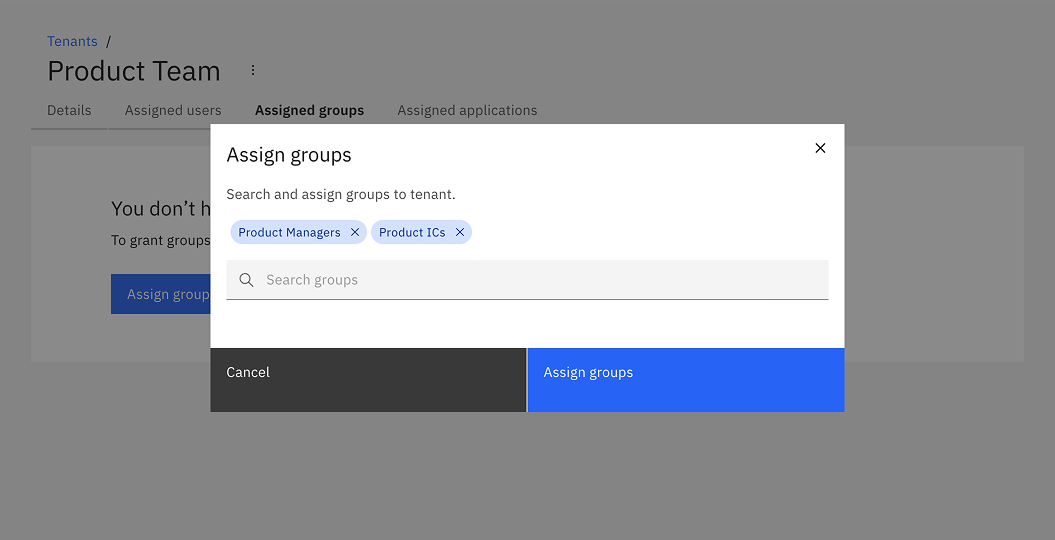 Tenants /
Product Team
Details Assigned users Assigned groups Assigned applications
Assign groups
Search and assign groups to tenant.
Product Managers Product ICs
Search groups
Cancel Assign groups
You don't h
To grant groups
Assign group